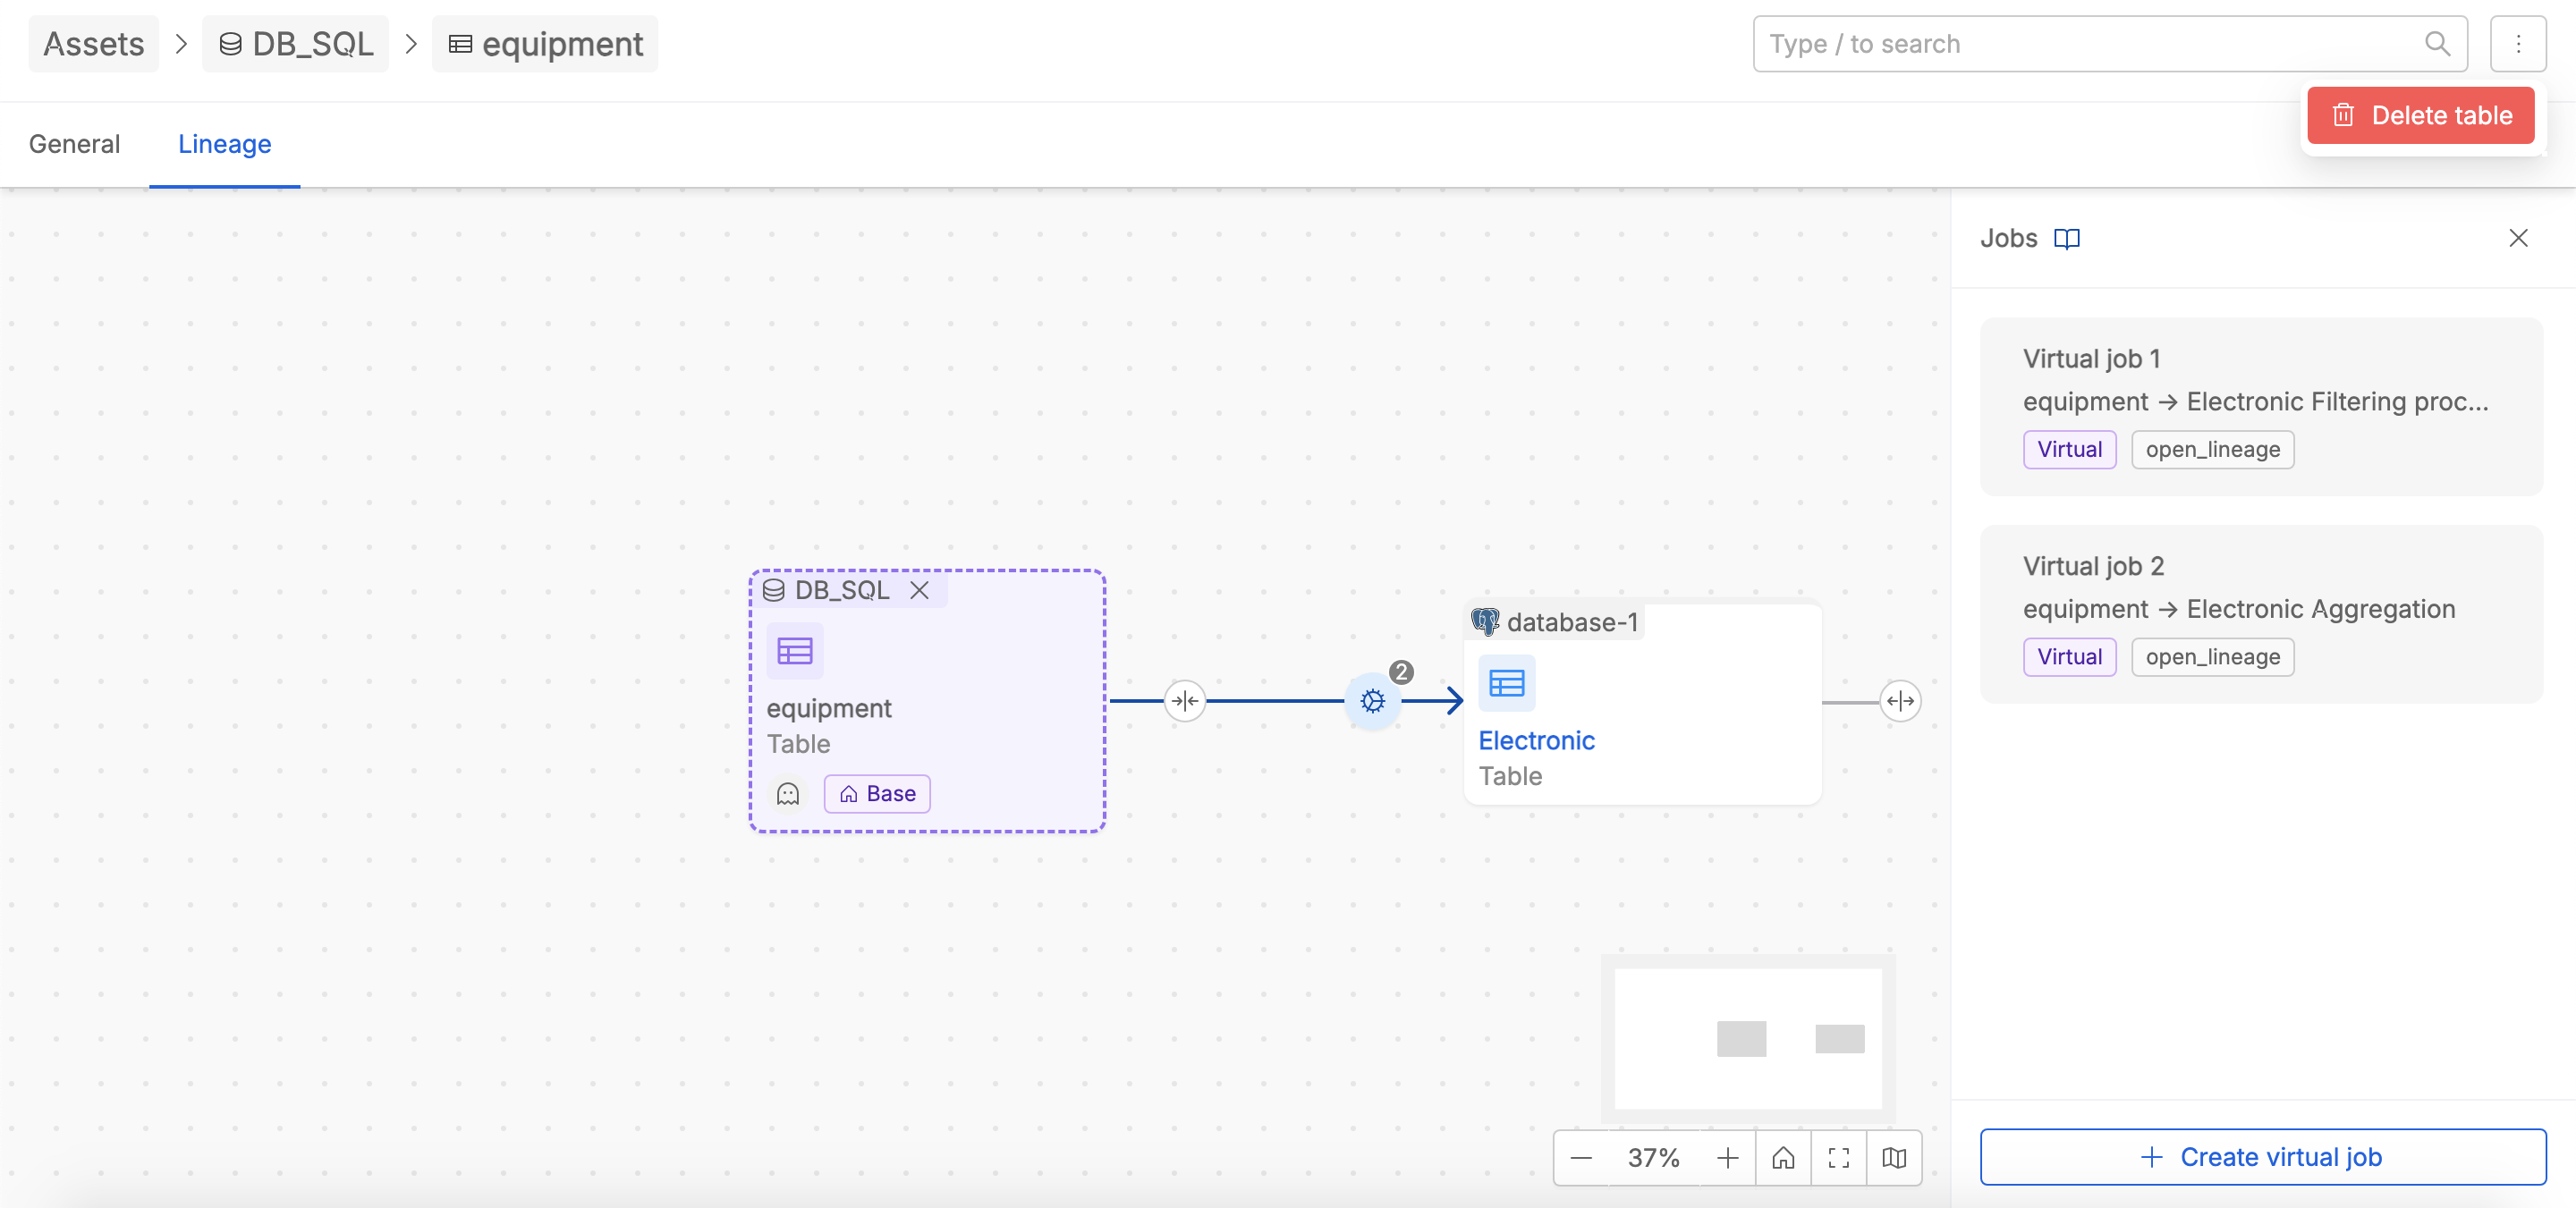 Assets
DB_SQL
equipment
Type / to search
Delete table
General
Lineage
Jobs
Virtual job 1
equipment → Electronic Filtering proc...
Virtual
open_lineage
Virtual job 2
equipment → Electronic Aggregation
Virtual
open_lineage
DB_SQL
equipment
Table
Base
2
database-1
Electronic
Table
37%
Create virtual job